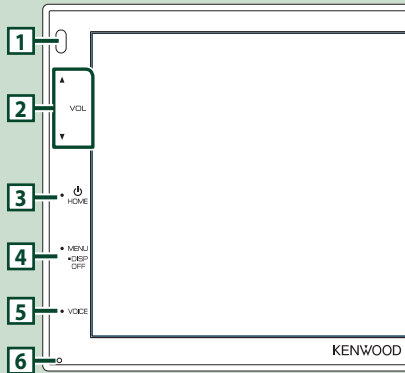 1
2
▲
VOL
▼
3
• ⏻
HOME
4
• MENU
•DISP
OFF
5
• VOICE
6
KENWOOD